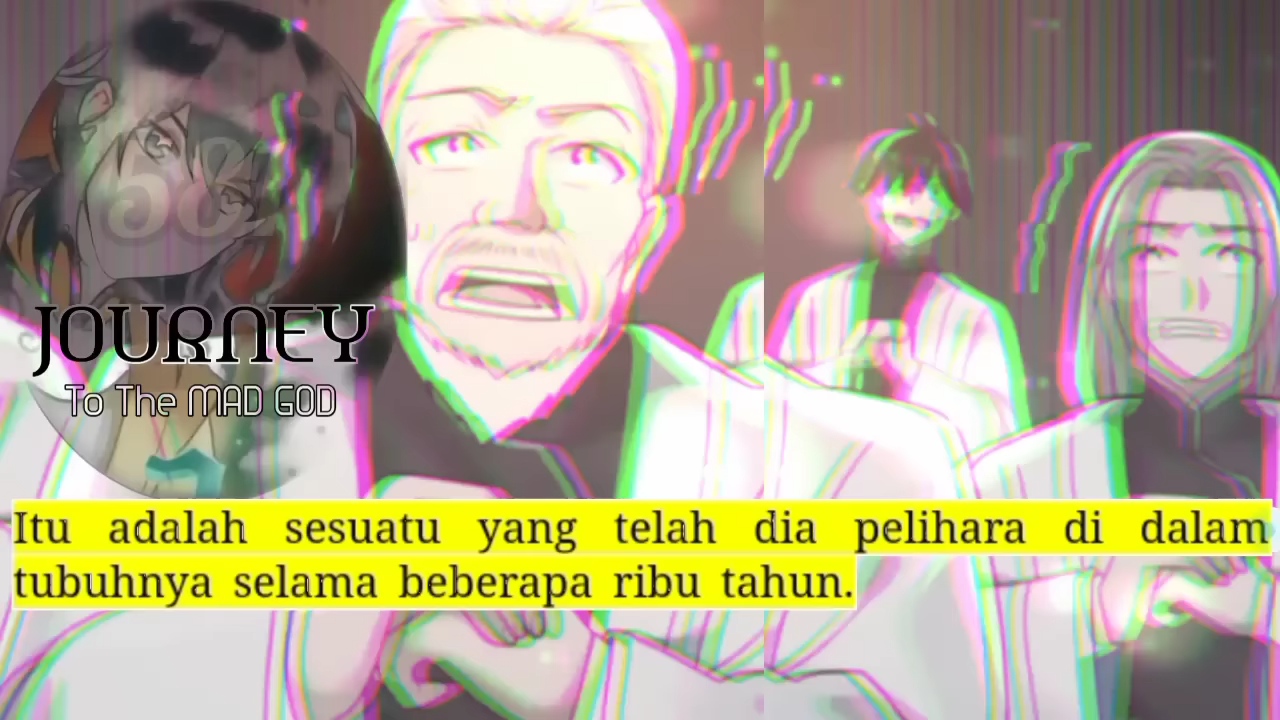 JOURNEY
To The MAD GOD
Itu adalah sesuatu yang telah dia pelihara di dalam
tubuhnya selama beberapa ribu tahun.